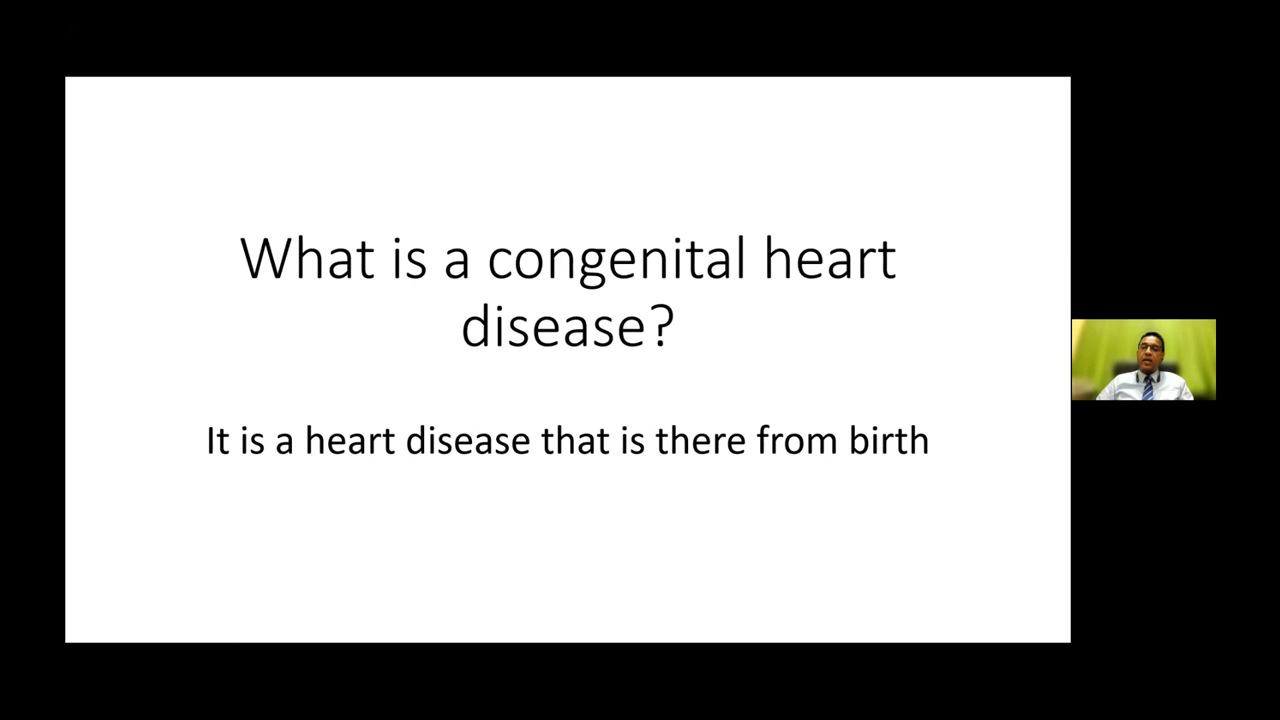 What is a congenital heart
disease?
It is a heart disease that is there from birth